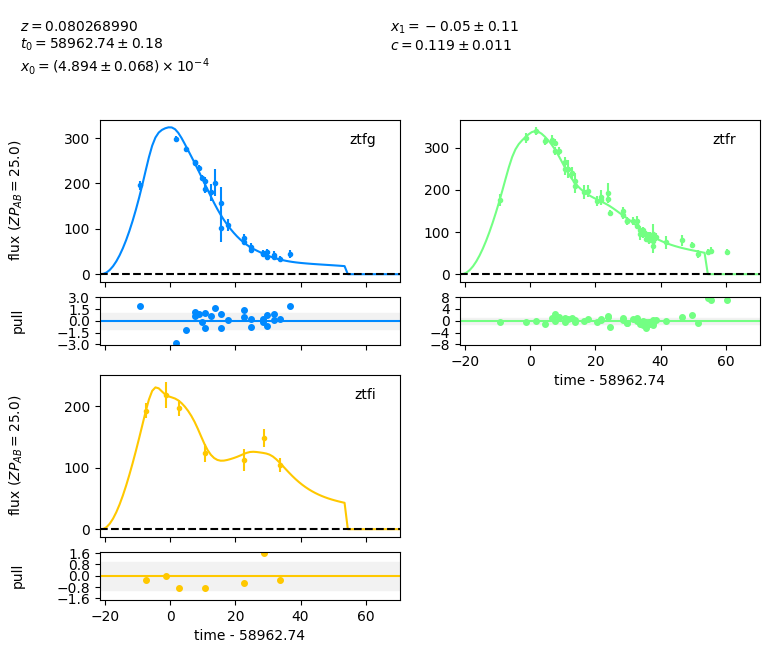 z = 0.080268990
x₁ = −0.05 ± 0.11
t₀ = 58962.74 ± 0.18
c = 0.119 ± 0.011
x₀ = (4.894 ± 0.068) × 10⁻⁴
ztfg
flux (ZP_AB = 25.0)
300
200
100
0
ztfr
300
200
100
0
pull
3.0
1.5
0.0
−1.5
−3.0
8
4
0
−4
−8
−20 0 20 40 60
time - 58962.74
ztfi
flux (ZP_AB = 25.0)
200
100
0
pull
1.6
0.8
0.0
−0.8
−1.6
−20 0 20 40 60
time - 58962.74